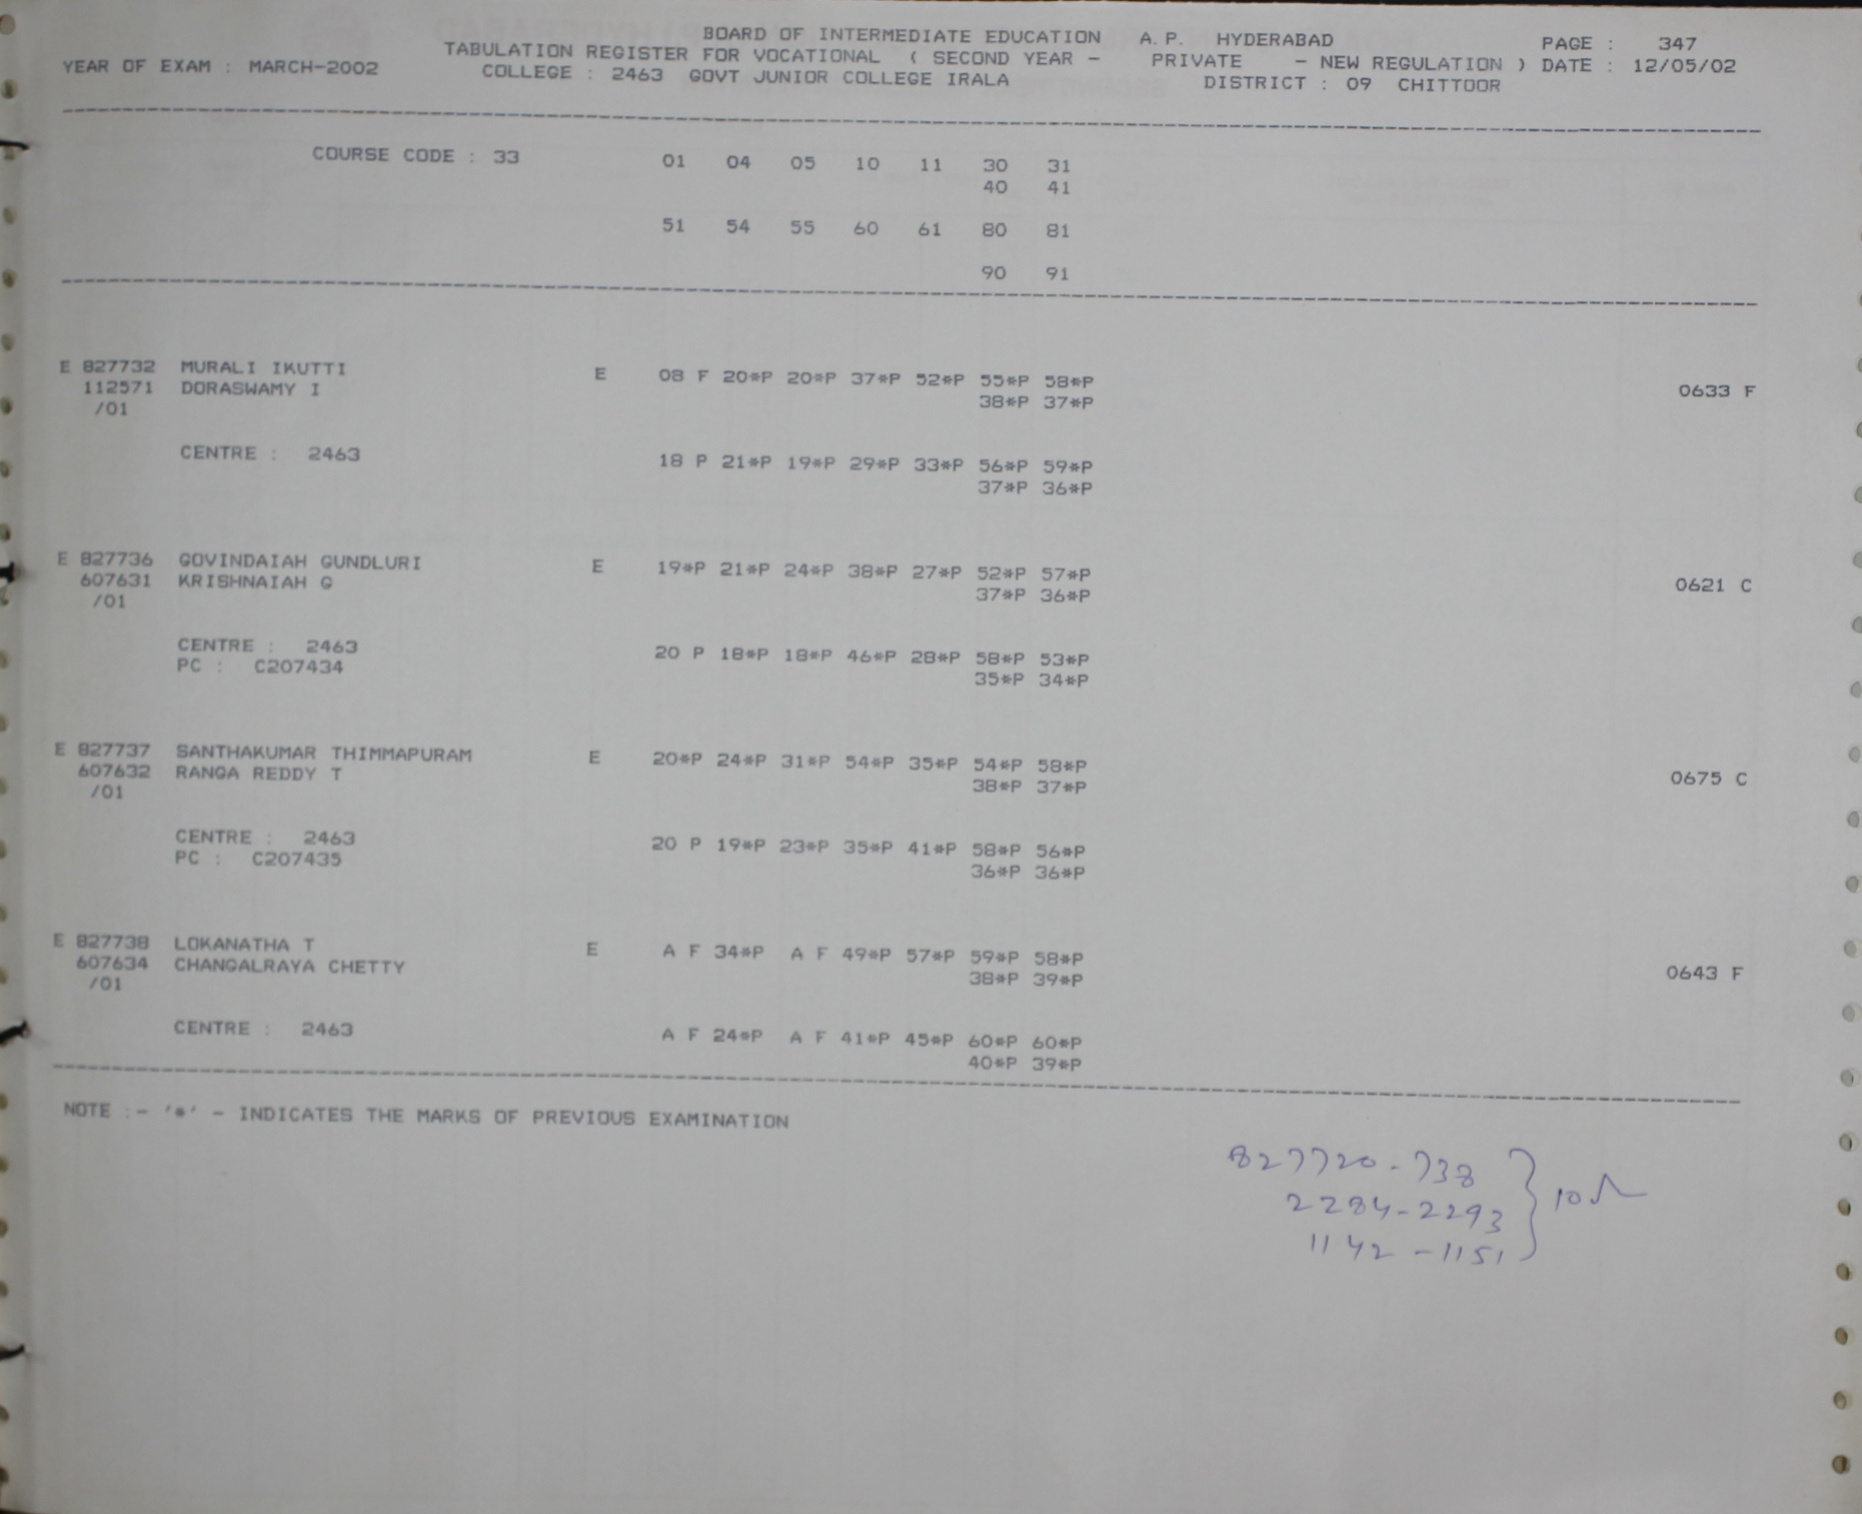 BOARD OF INTERMEDIATE EDUCATION A.P. HYDERABAD PAGE : 347
TABULATION REGISTER FOR VOCATIONAL ( SECOND YEAR - PRIVATE - NEW REGULATION ) DATE : 12/05/02
YEAR OF EXAM : MARCH-2002 COLLEGE : 2463 GOVT JUNIOR COLLEGE IRALA DISTRICT : 09 CHITTOOR
COURSE CODE : 33 01 04 05 10 11 30 31
40 41
51 54 55 60 61 80 81
90 91
E 827732 MURALI IKUTTI E 08 F 20*P 20*P 37*P 52*P 55*P 58*P
112571 DORASWAMY I 38*P 37*P 0633 F
/01
CENTRE : 2463 18 P 21*P 19*P 29*P 33*P 56*P 59*P
37*P 36*P
E 827736 GOVINDAIAH GUNDLURI E 19*P 21*P 24*P 38*P 27*P 52*P 57*P
607631 KRISHNAIAH G 37*P 36*P 0621 C
/01
CENTRE : 2463 20 P 18*P 18*P 46*P 28*P 58*P 53*P
PC : C207434 35*P 34*P
E 827737 SANTHAKUMAR THIMMAPURAM E 20*P 24*P 31*P 54*P 35*P 54*P 58*P
607632 RANGA REDDY T 38*P 37*P 0675 C
/01
CENTRE : 2463 20 P 19*P 23*P 35*P 41*P 58*P 56*P
PC : C207435 36*P 36*P
E 827738 LOKANATHA T E A F 34*P A F 49*P 57*P 59*P 58*P
607634 CHANGALRAYA CHETTY 38*P 39*P 0643 F
/01
CENTRE : 2463 A F 24*P A F 41*P 45*P 60*P 60*P
40*P 39*P
NOTE :- '*' - INDICATES THE MARKS OF PREVIOUS EXAMINATION
827720-738
2284-2293 } 10
1142-1151